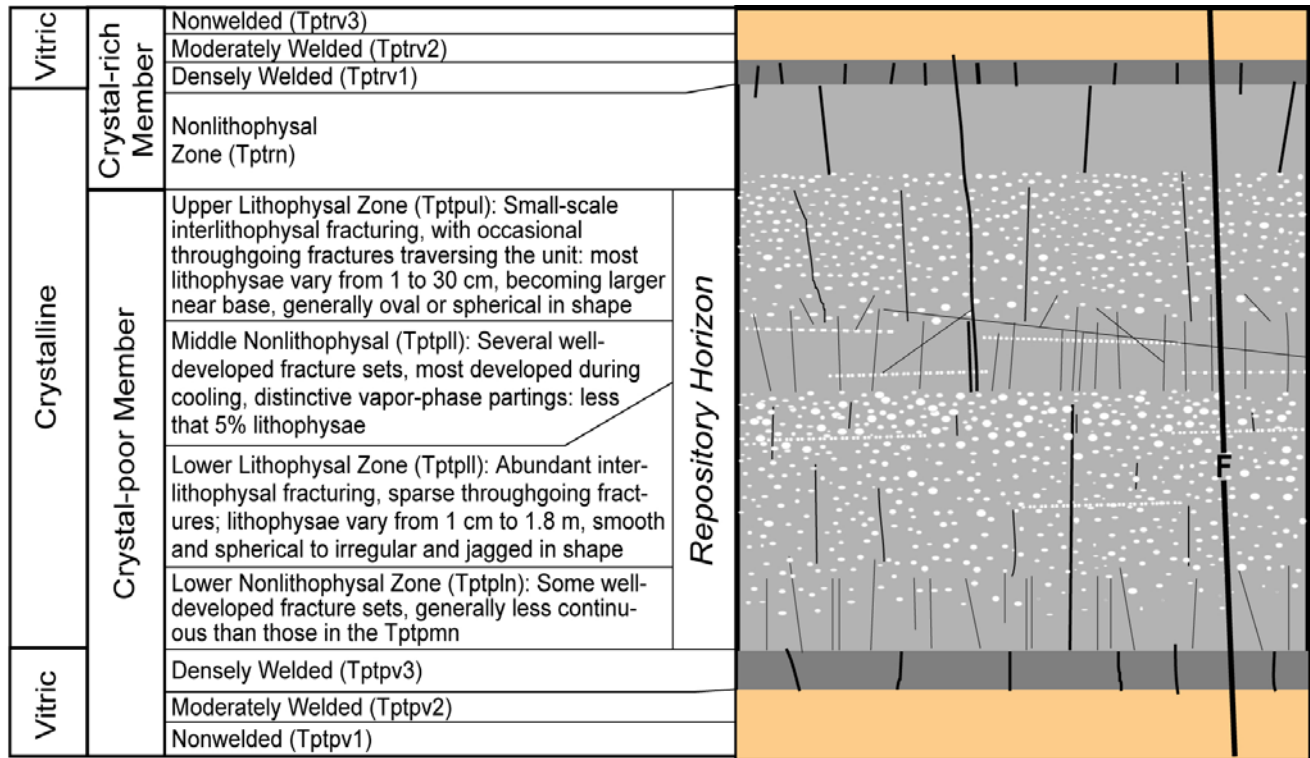 Vitric
Crystalline
Vitric
Crystal-rich
Member
Crystal-poor Member
Nonwelded (Tptrv3)
Moderately Welded (Tptrv2)
Densely Welded (Tptrv1)
Nonlithophysal
Zone (Tptrn)
Upper Lithophysal Zone (Tptpul): Small-scale
interlithophysal fracturing, with occasional
throughgoing fractures traversing the unit: most
lithophysae vary from 1 to 30 cm, becoming larger
near base, generally oval or spherical in shape
Middle Nonlithophysal (Tptpll): Several well-
developed fracture sets, most developed during
cooling, distinctive vapor-phase partings: less
that 5% lithophysae
Lower Lithophysal Zone (Tptpll): Abundant inter-
lithophysal fracturing, sparse throughgoing fract-
ures; lithophysae vary from 1 cm to 1.8 m, smooth
and spherical to irregular and jagged in shape
Lower Nonlithophysal Zone (Tptpln): Some well-
developed fracture sets, generally less continu-
ous than those in the Tptpmn
Densely Welded (Tptpv3)
Moderately Welded (Tptpv2)
Nonwelded (Tptpv1)
Repository Horizon
F